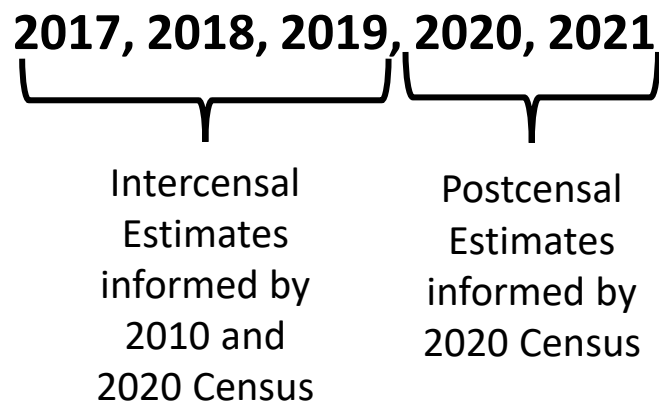 2017, 2018, 2019, 2020, 2021
Intercensal
Estimates
informed by
2010 and
2020 Census
Postcensal
Estimates
informed by
2020 Census